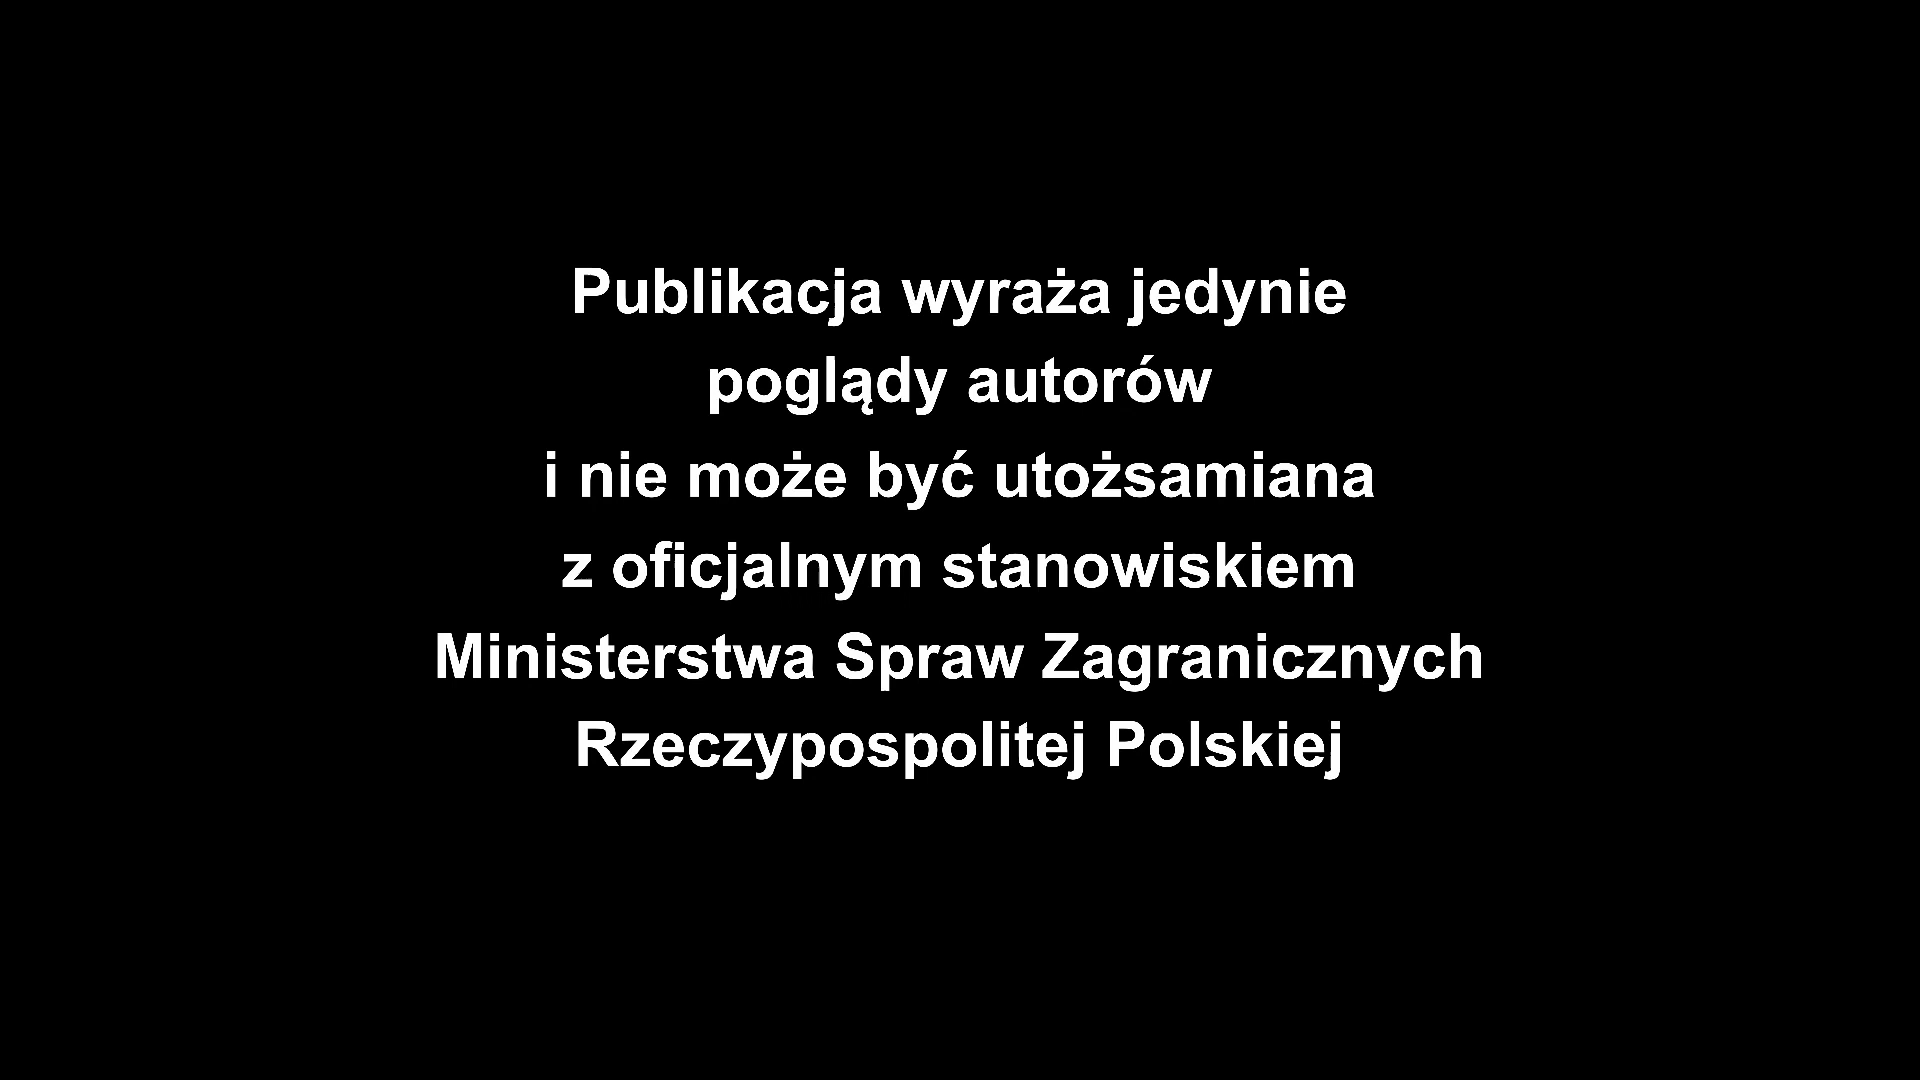 Publikacja wyraża jedynie
poglądy autorów
i nie może być utożsamiana
z oficjalnym stanowiskiem
Ministerstwa Spraw Zagranicznych
Rzeczypospolitej Polskiej